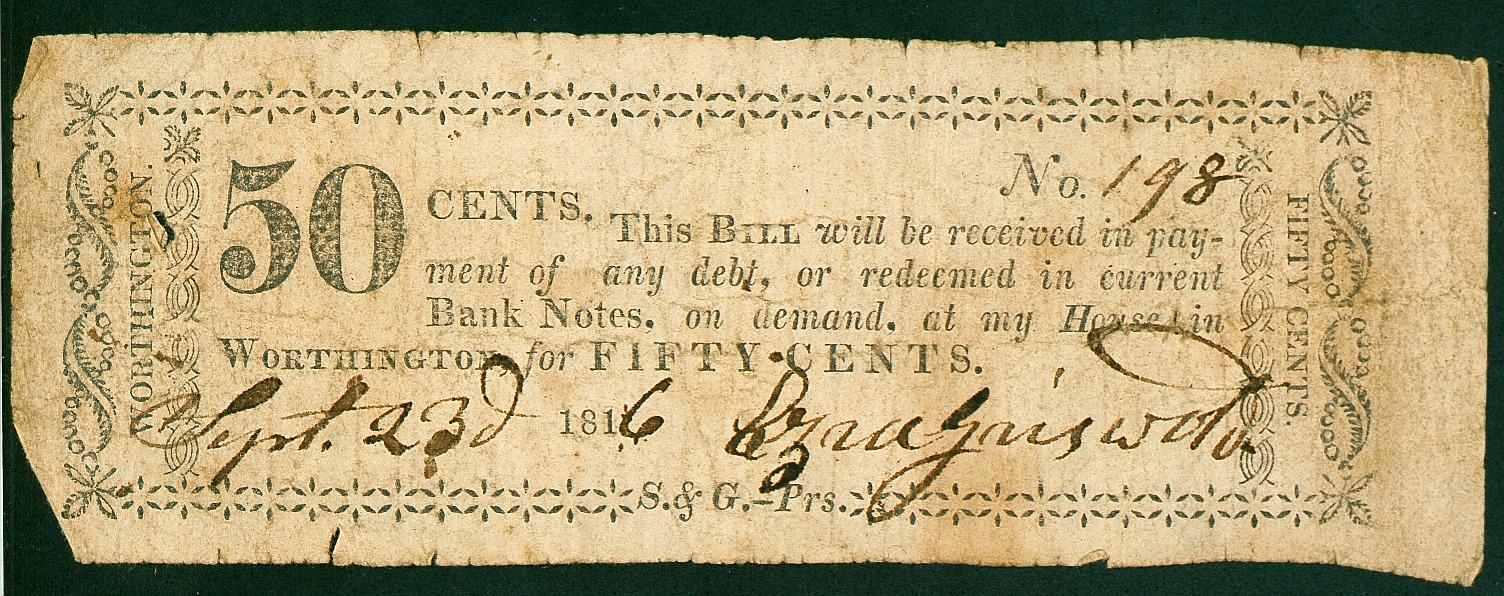 WORTHINGTON.
50 CENTS.
No. 198
This BILL will be received in pay-
ment of any debt, or redeemed in current
Bank Notes, on demand, at my House, in
WORTHINGTON, for FIFTY CENTS.
Sept. 23d 1816 Ezra Griswold
S. & G.—Prs.
FIFTY CENTS.